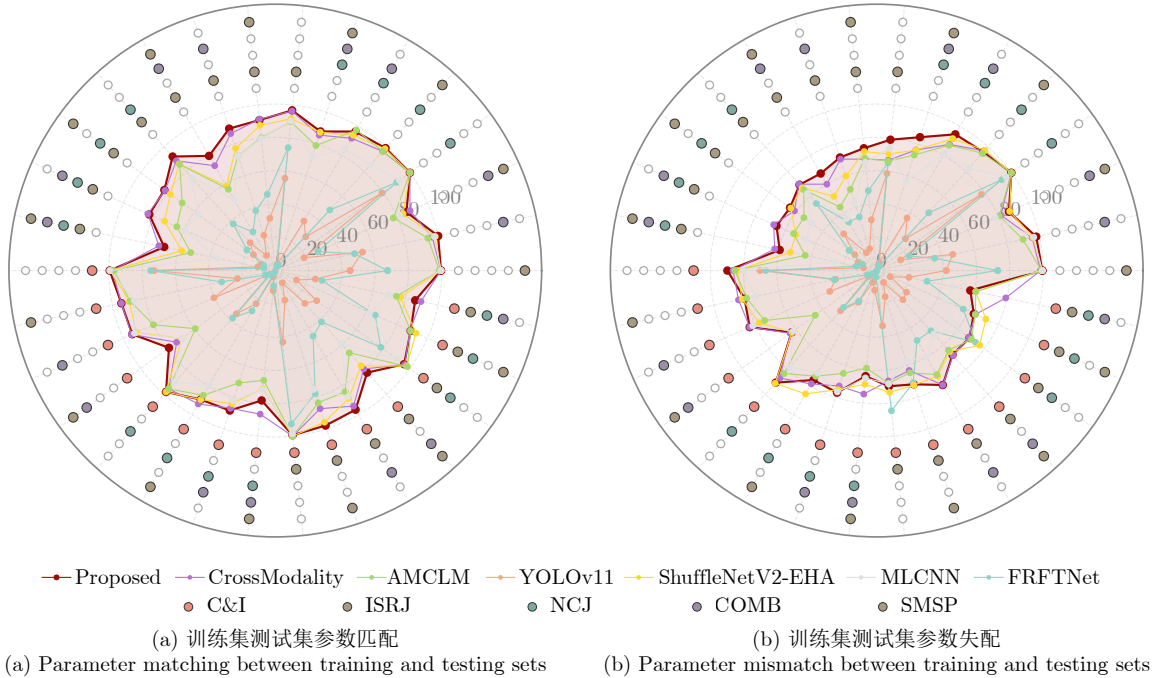 0
20
40
60
80
100
0
20
40
60
80
100
Proposed CrossModality AMCLM YOLOv11 ShuffleNetV2-EHA MLCNN FRFTNet
C&I ISRJ NCJ COMB SMSP
(a) 训练集测试集参数匹配
(b) 训练集测试集参数失配
(a) Parameter matching between training and testing sets
(b) Parameter mismatch between training and testing sets